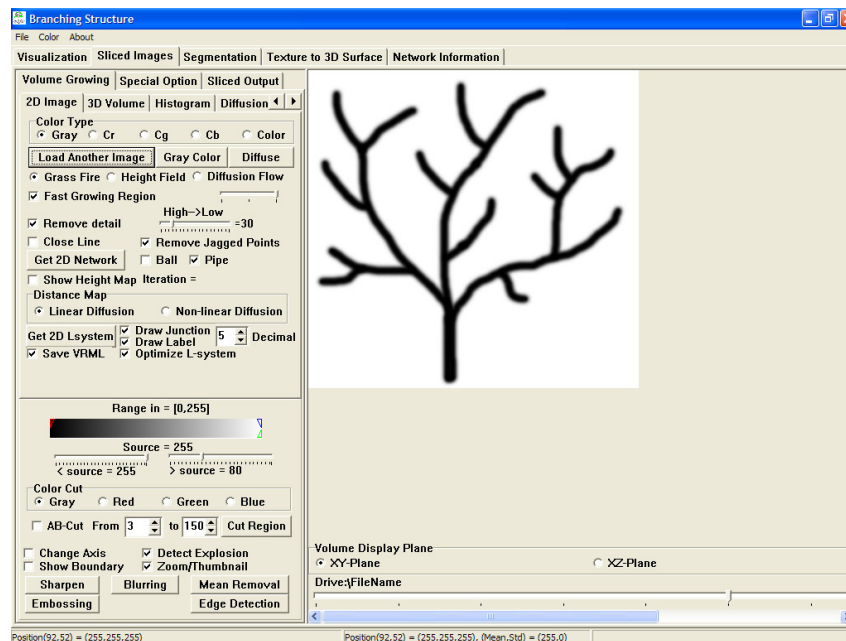 Branching Structure
File Color About
Visualization Sliced Images Segmentation Texture to 3D Surface Network Information
Volume Growing Special Option Sliced Output
2D Image 3D Volume Histogram Diffusion
Color Type
Gray Cr Cg Cb Color
Load Another Image Gray Color Diffuse
Grass Fire Height Field Diffusion Flow
Fast Growing Region
High->Low
Remove detail =30
Close Line Remove Jagged Points
Get 2D Network Ball Pipe
Show Height Map Iteration =
Distance Map
Linear Diffusion Non-linear Diffusion
Get 2D Lsystem Draw Junction 5 Decimal
Draw Label
Save VRML Optimize L-system
Range in = [0,255]
Source = 255
< source = 255 > source = 80
Color Cut
Gray Red Green Blue
AB-Cut From 3 to 150 Cut Region
Change Axis Detect Explosion
Show Boundary Zoom/Thumbnail
Sharpen Blurring Mean Removal
Embossing Edge Detection
Volume Display Plane
XY-Plane XZ-Plane
Drive:\FileName
Position(92,52) = (255,255,255) Position(92,52) = (255,255,255), (Mean,Std) = (255,0)